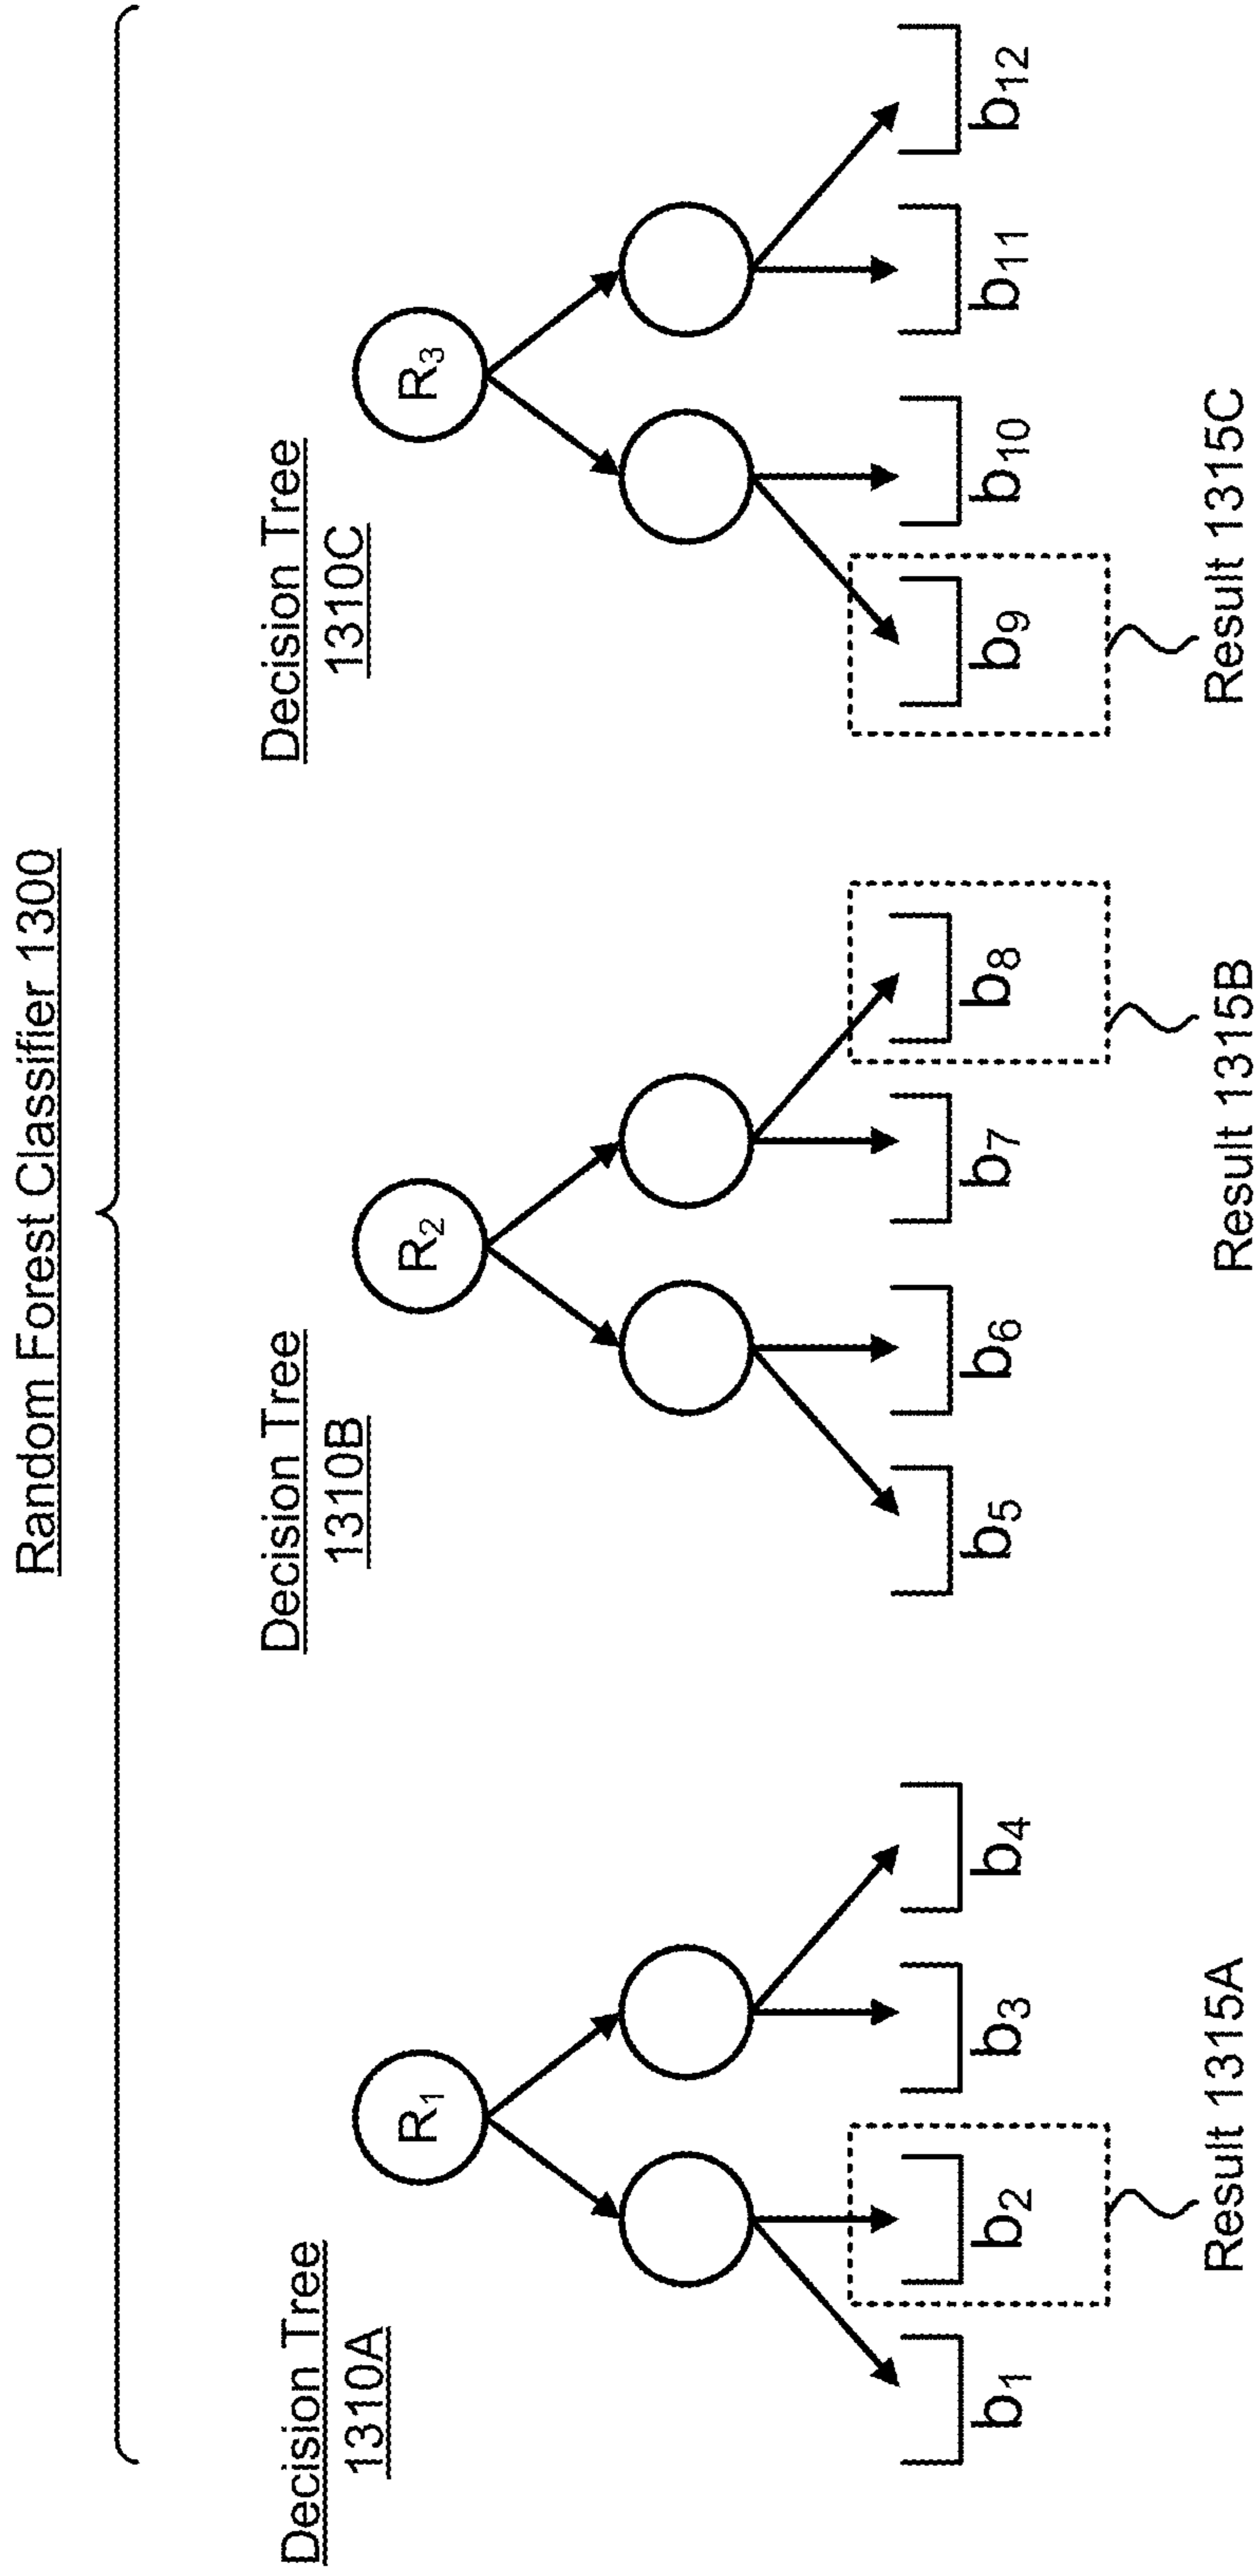 Random Forest Classifier 1300
Decision Tree
1310A
Decision Tree
1310B
Decision Tree
1310C
R₁
R₂
R₃
b₁
b₂
b₃
b₄
b₅
b₆
b₇
b₈
b₉
b₁₀
b₁₁
b₁₂
Result 1315A
Result 1315B
Result 1315C